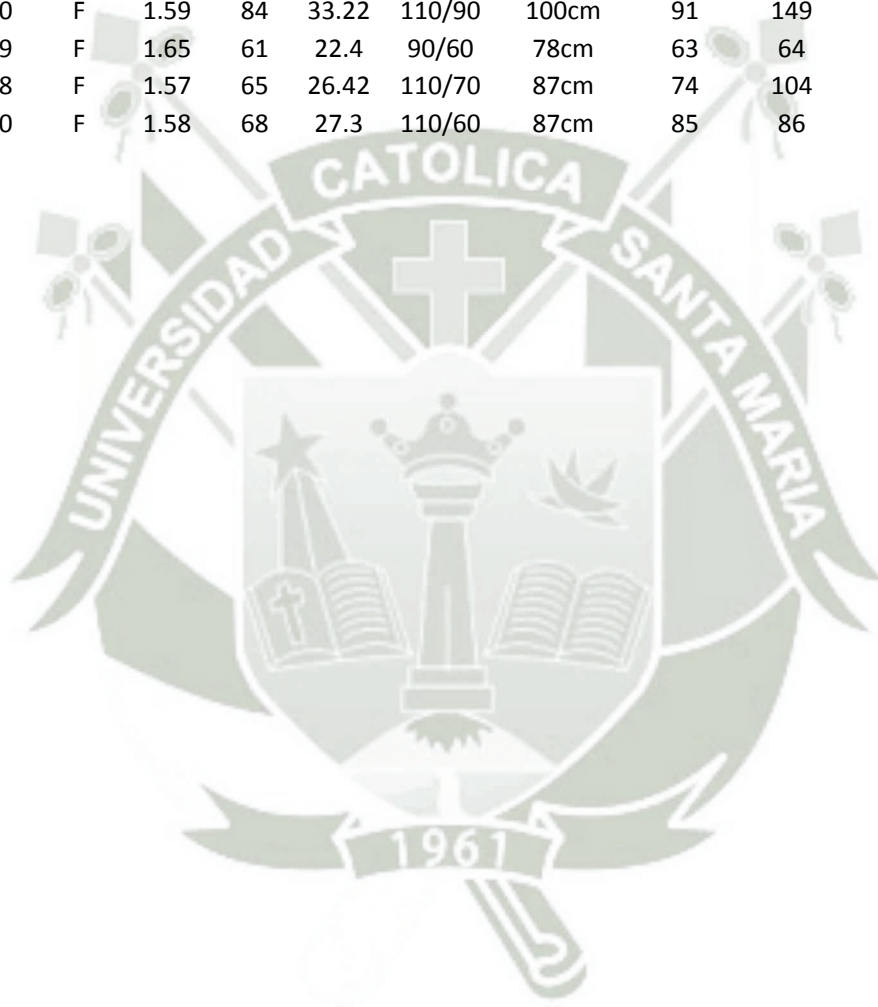 0 F 1.59 84 33.22 110/90 100cm 91 149
9 F 1.65 61 22.4 90/60 78cm 63 64
8 F 1.57 65 26.42 110/70 87cm 74 104
0 F 1.58 68 27.3 110/60 87cm 85 86
CATOLICA
UNIVERSIDAD
SANTA MARIA
1961